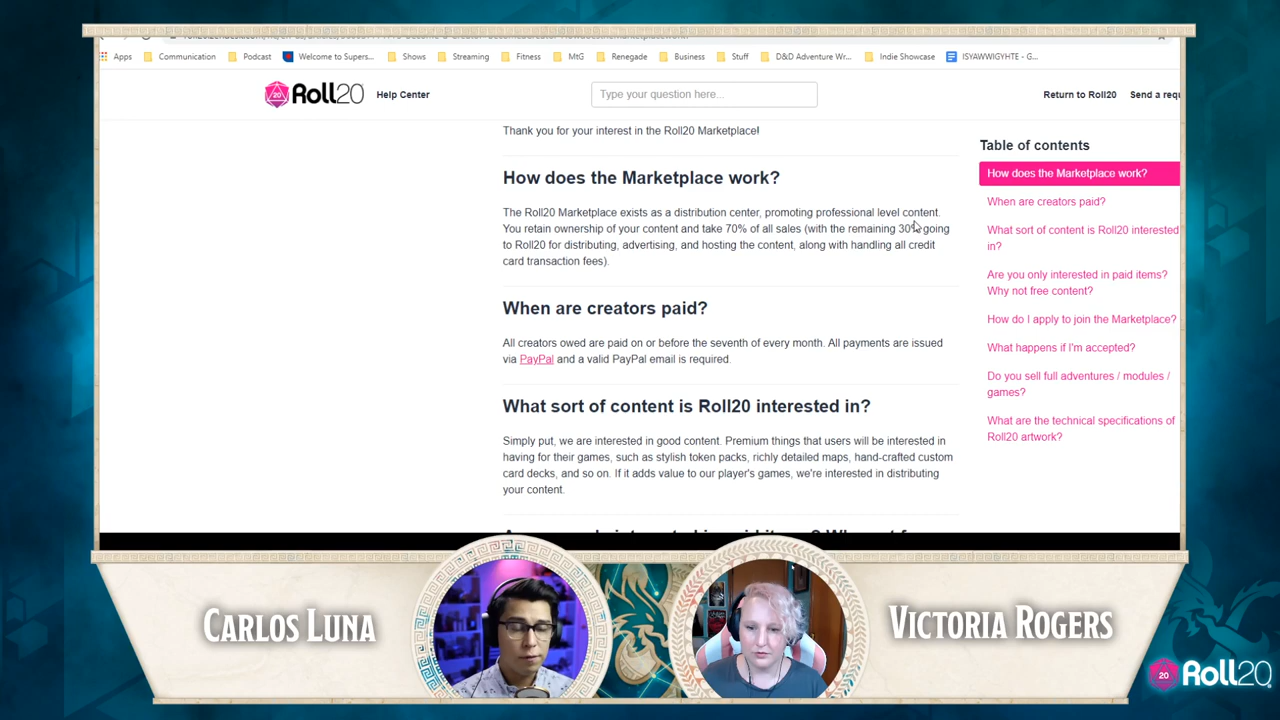 Apps Communication Podcast Welcome to Supers... Shows Streaming Fitness MtG Renegade Business Stuff D&D Adventure Wr... Indie Showcase ISYAWWIGYHTE - G...
Roll20 Help Center Type your question here... Return to Roll20 Send a requ
Thank you for your interest in the Roll20 Marketplace!
How does the Marketplace work?
The Roll20 Marketplace exists as a distribution center, promoting professional level content.
You retain ownership of your content and take 70% of all sales (with the remaining 30% going
to Roll20 for distributing, advertising, and hosting the content, along with handling all credit
card transaction fees).
When are creators paid?
All creators owed are paid on or before the seventh of every month. All payments are issued
via PayPal and a valid PayPal email is required.
What sort of content is Roll20 interested in?
Simply put, we are interested in good content. Premium things that users will be interested in
having for their games, such as stylish token packs, richly detailed maps, hand-crafted custom
card decks, and so on. If it adds value to our player's games, we're interested in distributing
your content.
Table of contents
How does the Marketplace work?
When are creators paid?
What sort of content is Roll20 interested
in?
Are you only interested in paid items?
Why not free content?
How do I apply to join the Marketplace?
What happens if I'm accepted?
Do you sell full adventures / modules /
games?
What are the technical specifications of
Roll20 artwork?
Carlos Luna
Victoria Rogers
20 Roll20